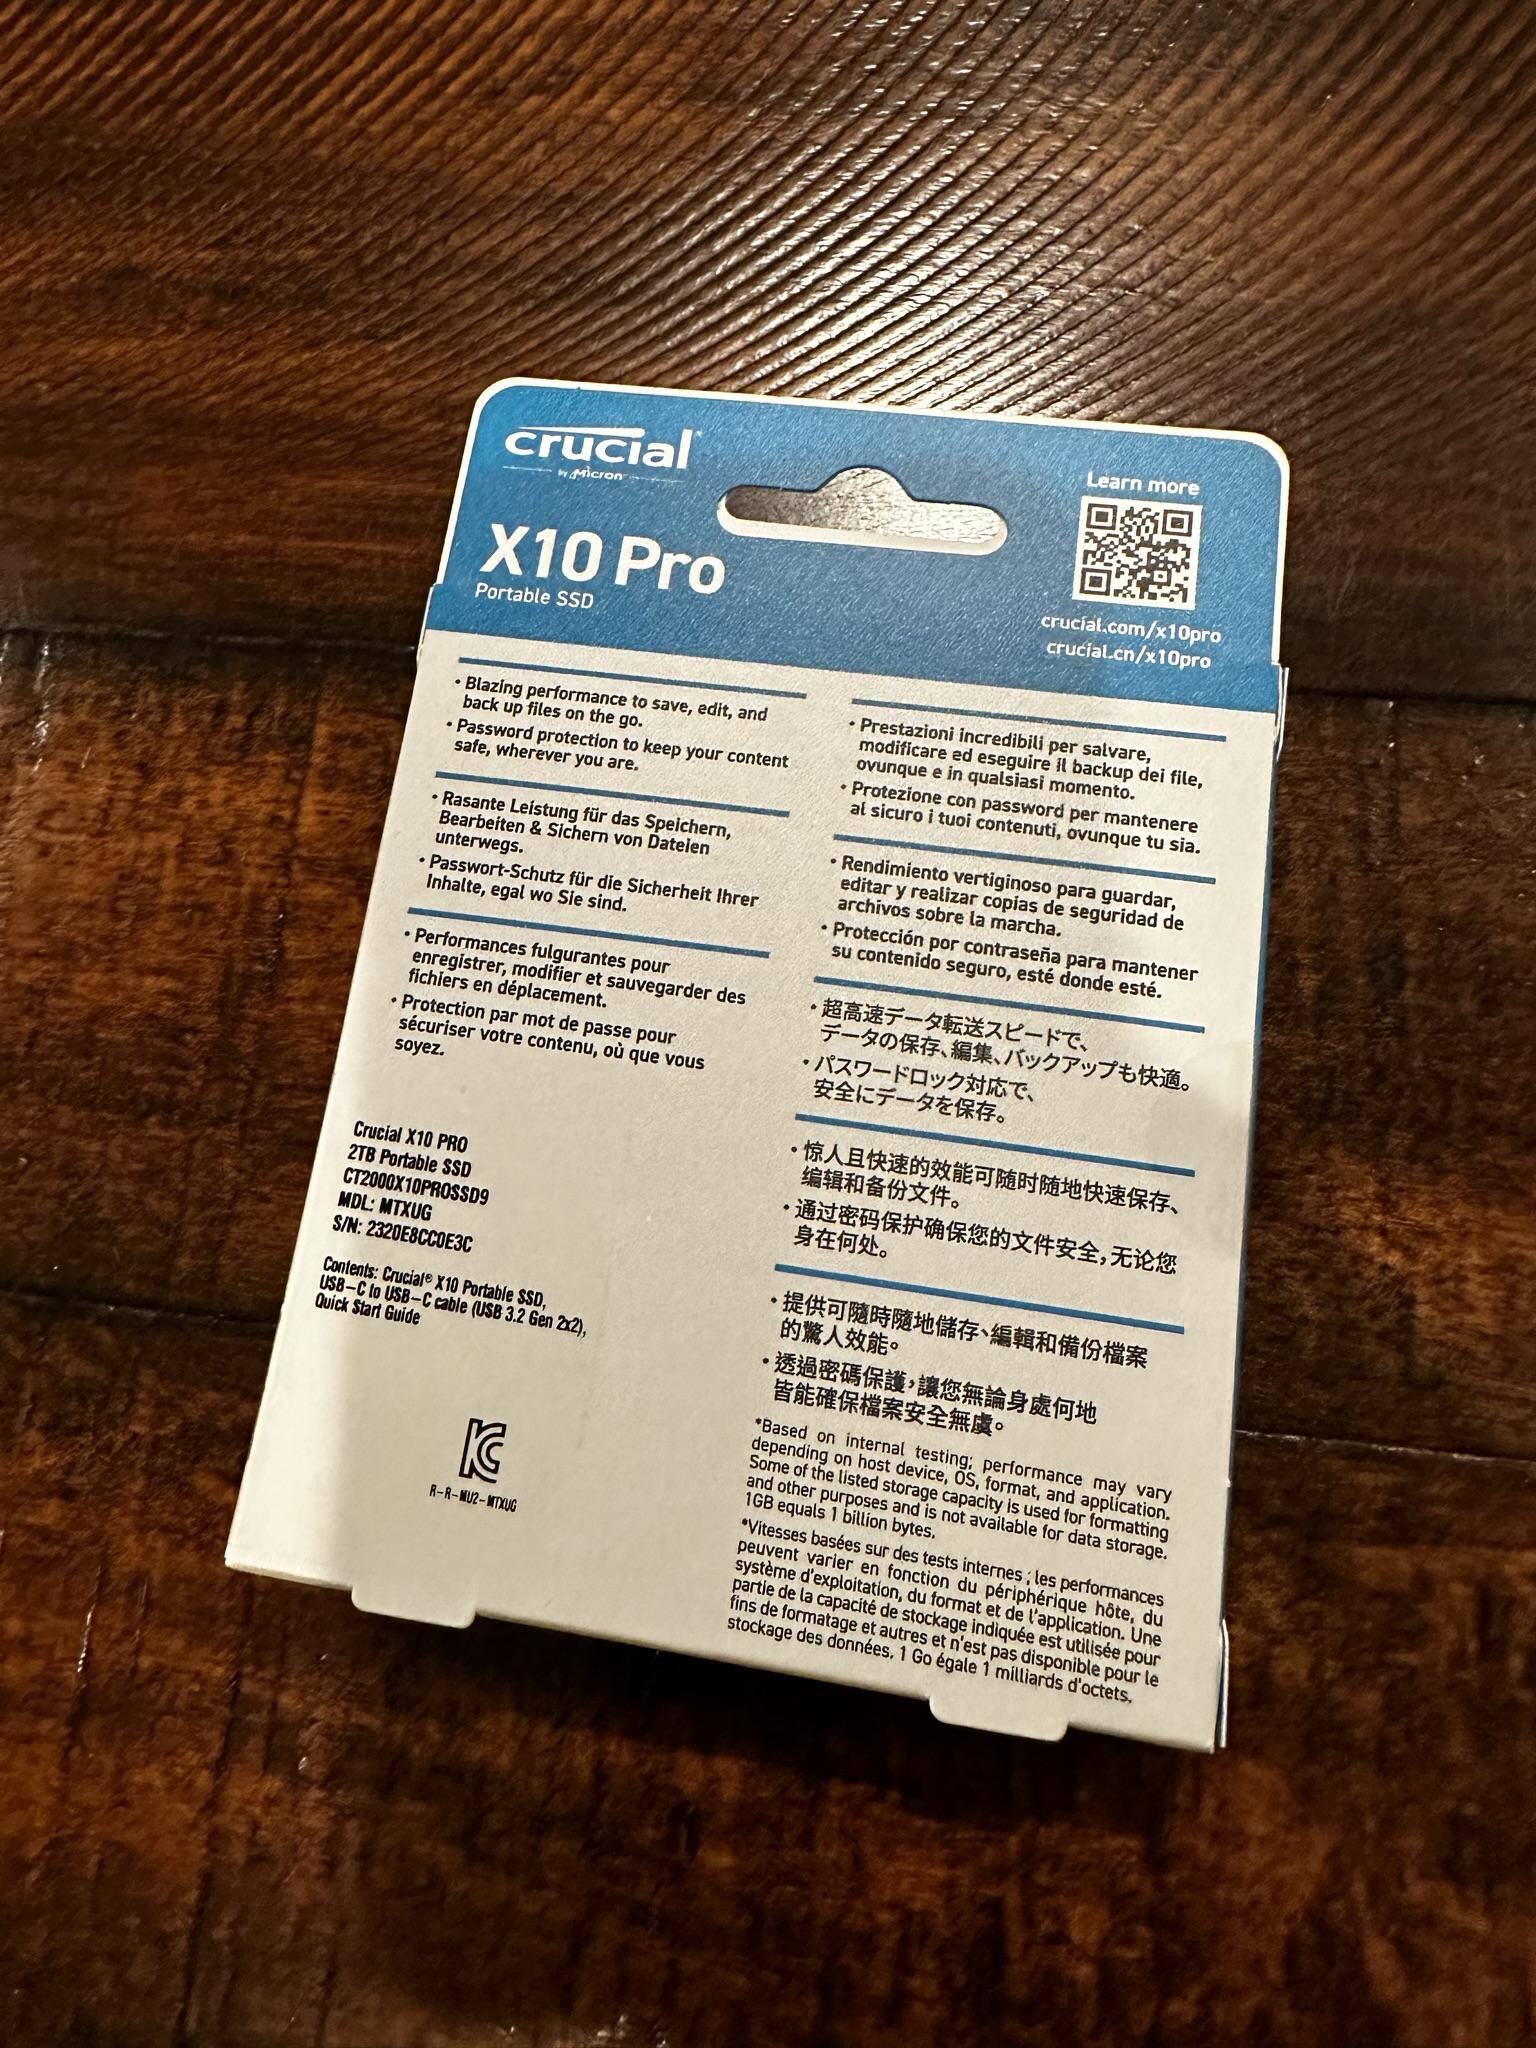 crucial
by Micron
X10 Pro
Portable SSD
Learn more
crucial.com/x10pro
crucial.cn/x10pro
• Blazing performance to save, edit, and
back up files on the go.
• Password protection to keep your content
safe, wherever you are.
• Rasante Leistung für das Speichern,
Bearbeiten & Sichern von Dateien
unterwegs.
• Passwort-Schutz für die Sicherheit Ihrer
Inhalte, egal wo Sie sind.
• Performances fulgurantes pour
enregistrer, modifier et sauvegarder des
fichiers en déplacement.
• Protection par mot de passe pour
sécuriser votre contenu, où que vous
soyez.
Crucial X10 PRO
2TB Portable SSD
CT2000X10PROSSD9
MDL: MTXUG
S/N: 2320E8CC0E3C
Contents: Crucial® X10 Portable SSD,
USB-C to USB-C cable (USB 3.2 Gen 2x2),
Quick Start Guide
R-R-MU2-MTXUG
• Prestazioni incredibili per salvare,
modificare ed eseguire il backup dei file,
ovunque e in qualsiasi momento.
• Protezione con password per mantenere
al sicuro i tuoi contenuti, ovunque tu sia.
• Rendimiento vertiginoso para guardar,
editar y realizar copias de seguridad de
archivos sobre la marcha.
• Protección por contraseña para mantener
su contenido seguro, esté donde esté.
• 超高速データ転送スピードで、
データの保存、編集、バックアップも快適。
• パスワードロック対応で、
安全にデータを保存。
• 惊人且快速的效能可随时随地快速保存、
编辑和备份文件。
• 通过密码保护确保您的文件安全，无论您
身在何处。
• 提供可隨時隨地儲存、編輯和備份檔案
的驚人效能。
• 透過密碼保護，讓您無論身處何地
皆能確保檔案安全無虞。
*Based on internal testing; performance may vary
depending on host device, OS, format, and application.
Some of the listed storage capacity is used for formatting
and other purposes and is not available for data storage.
1GB equals 1 billion bytes.
*Vitesses basées sur des tests internes ; les performances
peuvent varier en fonction du périphérique hôte, du
système d'exploitation, du format et de l'application. Une
partie de la capacité de stockage indiquée est utilisée pour
fins de formatage et autres et n'est pas disponible pour le
stockage des données. 1 Go égale 1 milliards d'octets.